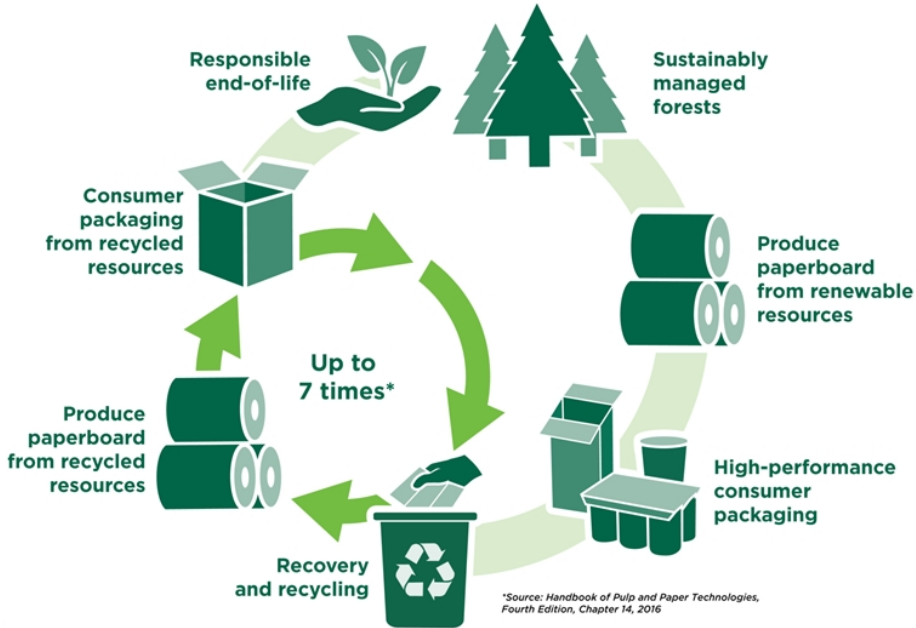 Responsible
end-of-life
Sustainably
managed
forests
Consumer
packaging
from recycled
resources
Produce
paperboard
from renewable
resources
Up to
7 times*
Produce
paperboard
from recycled
resources
High-performance
consumer
packaging
Recovery
and recycling
*Source: Handbook of Pulp and Paper Technologies,
Fourth Edition, Chapter 14, 2016